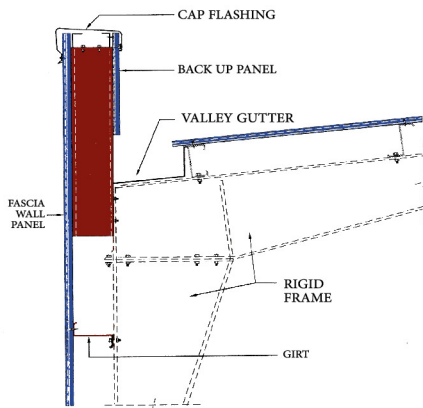 CAP FLASHING
BACK UP PANEL
VALLEY GUTTER
FASCIA
WALL
PANEL
RIGID
FRAME
GIRT